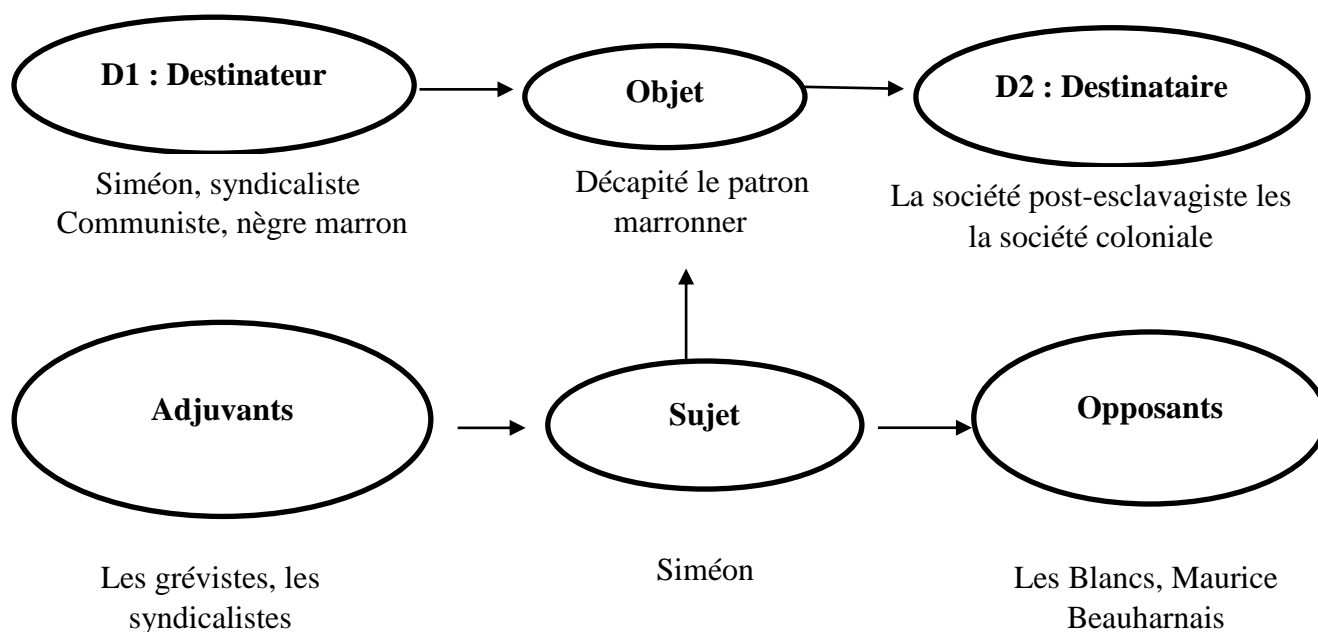 D1 : Destinateur
Objet
D2 : Destinataire
Siméon, syndicaliste
Communiste, nègre marron
Décapité le patron
marronner
La société post-esclavagiste les
la société coloniale
Adjuvants
Sujet
Opposants
Les grévistes, les
syndicalistes
Siméon
Les Blancs, Maurice
Beauharnais